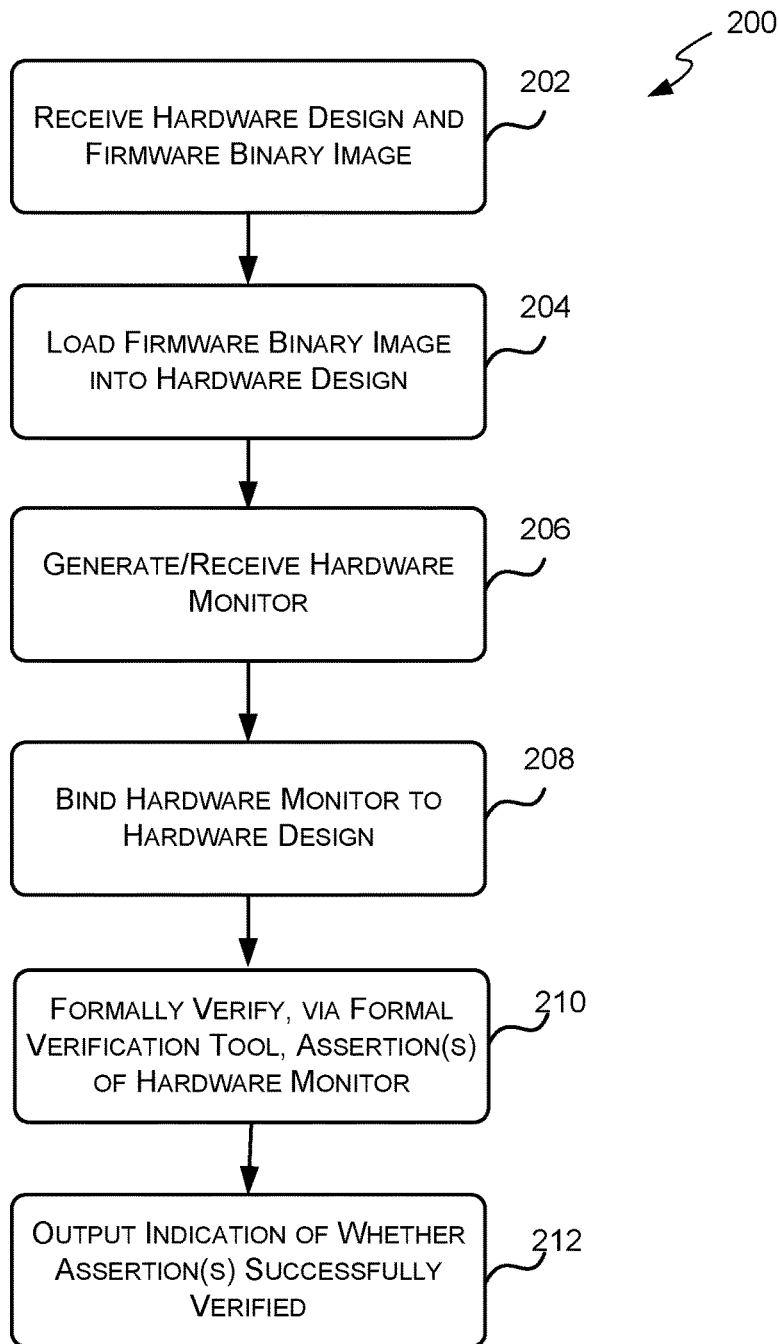 200
202
RECEIVE HARDWARE DESIGN AND
FIRMWARE BINARY IMAGE
204
LOAD FIRMWARE BINARY IMAGE
INTO HARDWARE DESIGN
206
GENERATE/RECEIVE HARDWARE
MONITOR
208
BIND HARDWARE MONITOR TO
HARDWARE DESIGN
210
FORMALLY VERIFY, VIA FORMAL
VERIFICATION TOOL, ASSERTION(S)
OF HARDWARE MONITOR
212
OUTPUT INDICATION OF WHETHER
ASSERTION(S) SUCCESSFULLY
VERIFIED